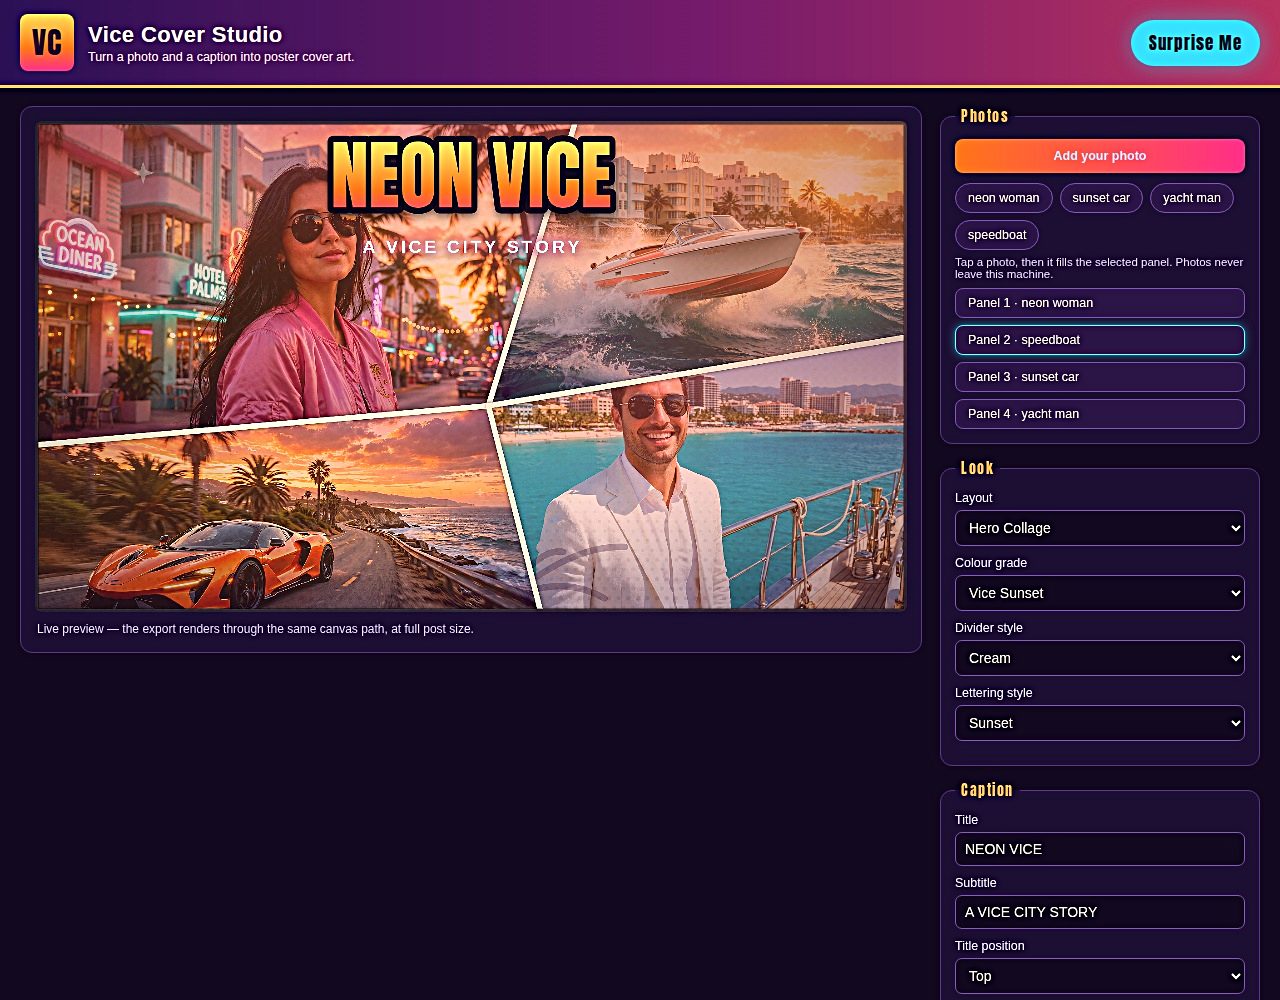 VC
Vice Cover Studio
Turn a photo and a caption into poster cover art.
Surprise Me
NEON VICE
A VICE CITY STORY
OCEAN
DINER
HOTEL
PALMS
Live preview — the export renders through the same canvas path, at full post size.
Photos
Add your photo
neon woman
sunset car
yacht man
speedboat
Tap a photo, then it fills the selected panel. Photos never
leave this machine.
Panel 1 · neon woman
Panel 2 · speedboat
Panel 3 · sunset car
Panel 4 · yacht man
Look
Layout
Hero Collage
Colour grade
Vice Sunset
Divider style
Cream
Lettering style
Sunset
Caption
Title
NEON VICE
Subtitle
A VICE CITY STORY
Title position
Top